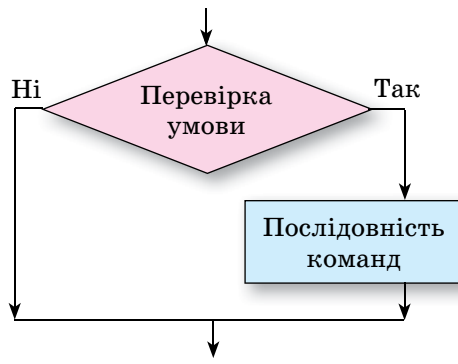 Ні
Так
Перевірка
умови
Послідовність
команд